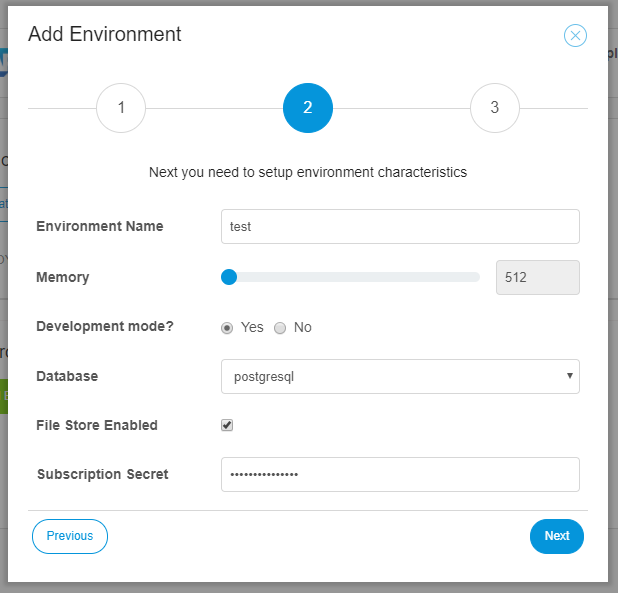 Add Environment
1
2
3
Next you need to setup environment characteristics
Environment Name
test
Memory
512
Development mode?
Yes No
Database
postgresql
File Store Enabled
Subscription Secret
•••••••••••••••
Previous
Next